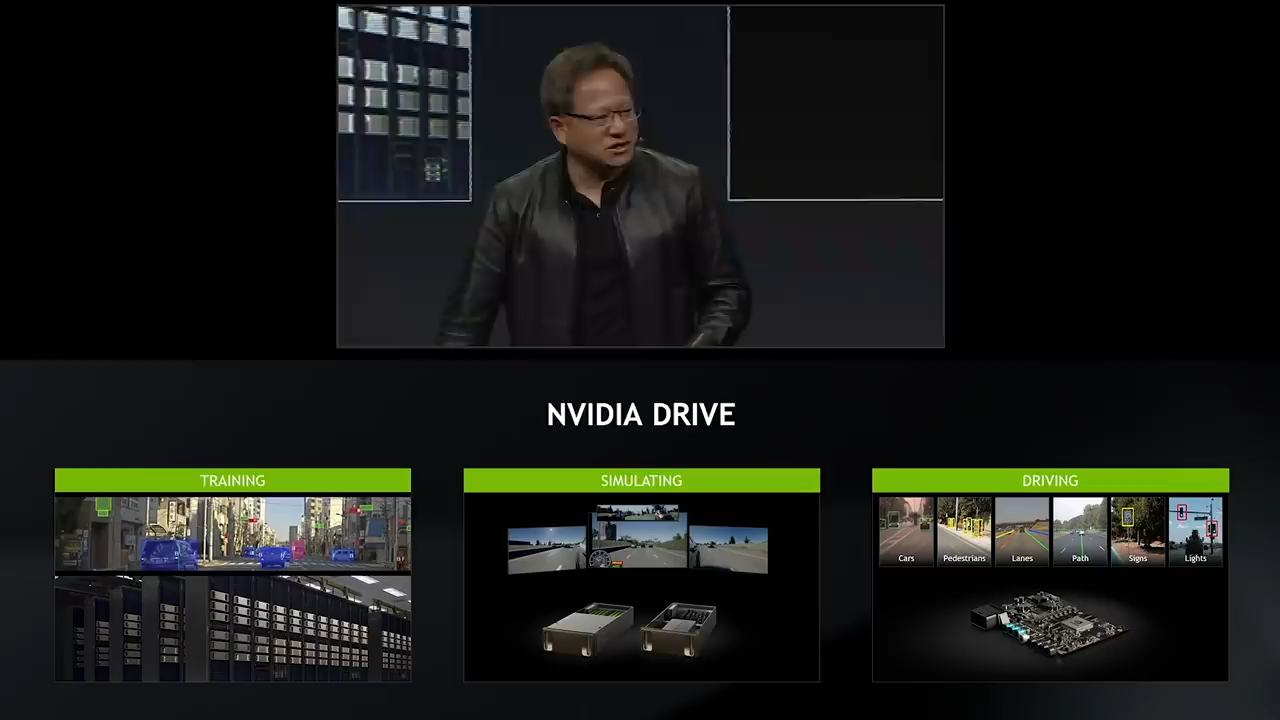 NVIDIA DRIVE
TRAINING
SIMULATING
DRIVING
Cars
Pedestrians
Lanes
Path
Signs
Lights